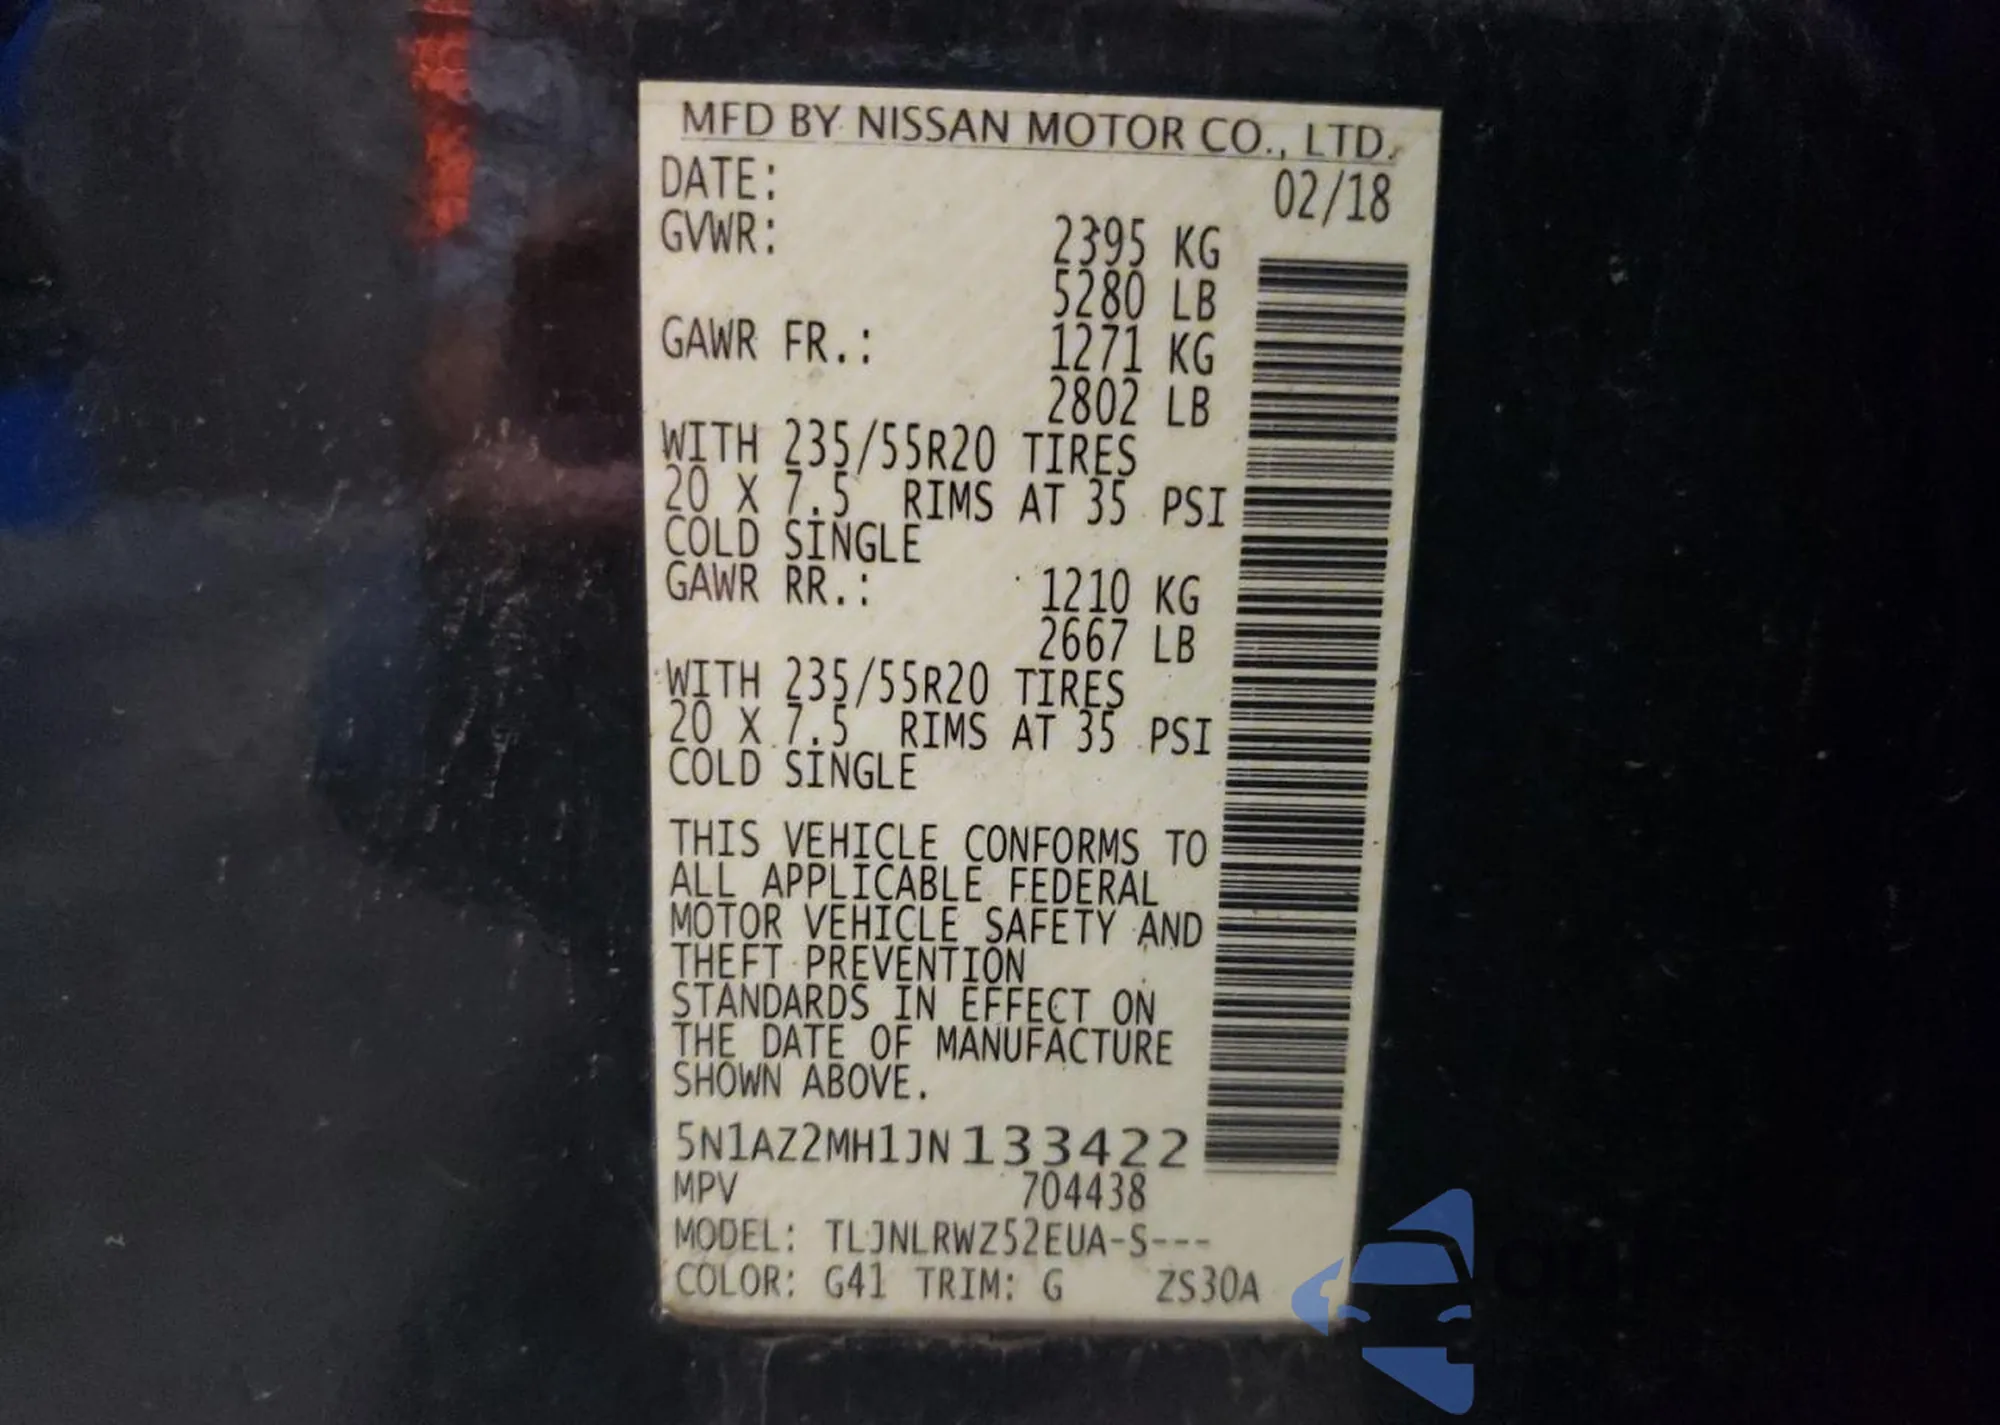 MFD BY NISSAN MOTOR CO., LTD.
DATE: 02/18
GVWR: 2395 KG
5280 LB
GAWR FR.: 1271 KG
2802 LB
WITH 235/55R20 TIRES
20 X 7.5 RIMS AT 35 PSI
COLD SINGLE
GAWR RR.: 1210 KG
2667 LB
WITH 235/55R20 TIRES
20 X 7.5 RIMS AT 35 PSI
COLD SINGLE
THIS VEHICLE CONFORMS TO
ALL APPLICABLE FEDERAL
MOTOR VEHICLE SAFETY AND
THEFT PREVENTION
STANDARDS IN EFFECT ON
THE DATE OF MANUFACTURE
SHOWN ABOVE.
5N1AZ2MH1JN133422
MPV 704438
MODEL: TLJNLRWZ52EUA-S---
COLOR: G41 TRIM: G ZS30A